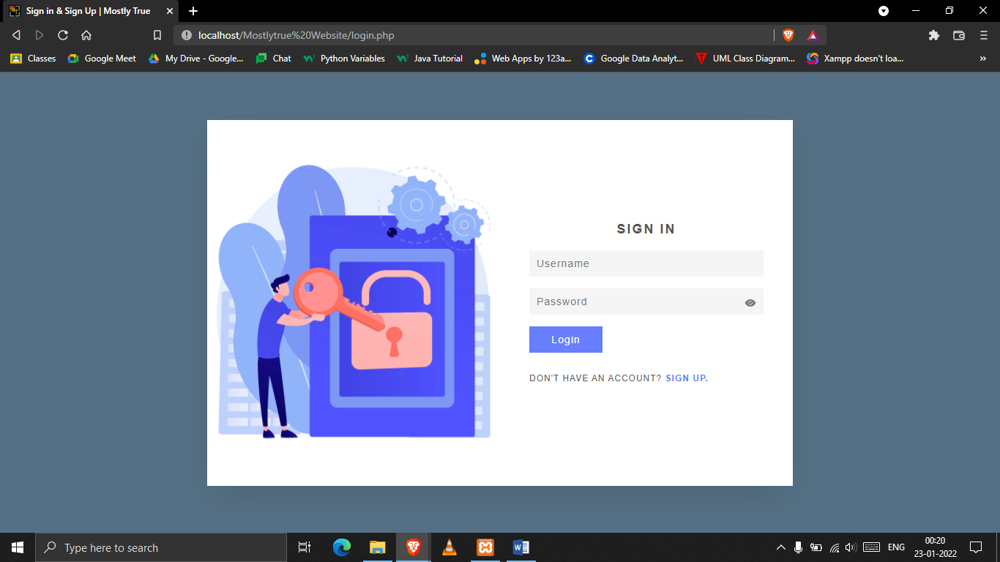 Sign in & Sign Up | Mostly True
localhost/Mostlytrue%20Website/login.php
Classes Google Meet My Drive - Google... Chat Python Variables Java Tutorial Web Apps by 123a... Google Data Analyt... UML Class Diagram... Xampp doesn't loa... »
SIGN IN
Username
Password
Login
DON'T HAVE AN ACCOUNT? SIGN UP.
Type here to search
ENG
00:20
23-01-2022